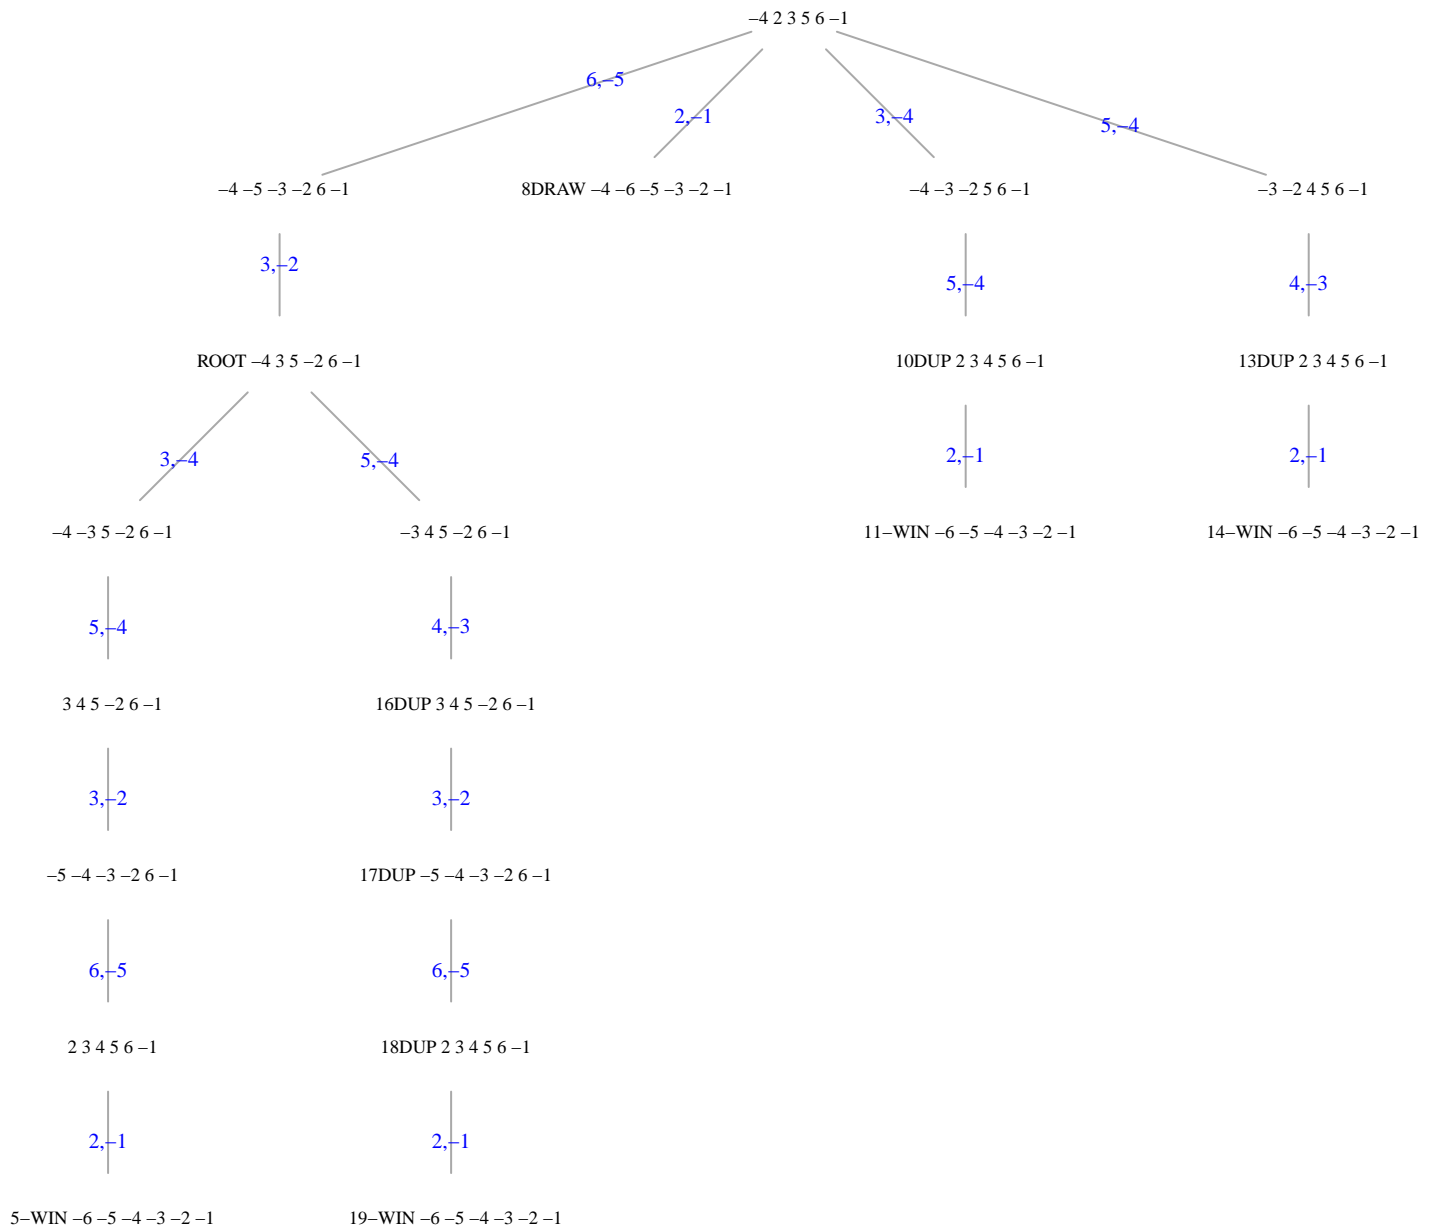 –4 2 3 5 6 –1
6,–5
2,–1
3,–4
5,–4
–4 –5 –3 –2 6 –1
8DRAW –4 –6 –5 –3 –2 –1
–4 –3 –2 5 6 –1
–3 –2 4 5 6 –1
3,–2
5,–4
4,–3
ROOT –4 3 5 –2 6 –1
10DUP 2 3 4 5 6 –1
13DUP 2 3 4 5 6 –1
3,–4
5,–4
2,–1
2,–1
–4 –3 5 –2 6 –1
–3 4 5 –2 6 –1
11–WIN –6 –5 –4 –3 –2 –1
14–WIN –6 –5 –4 –3 –2 –1
5,–4
4,–3
3 4 5 –2 6 –1
16DUP 3 4 5 –2 6 –1
3,–2
3,–2
–5 –4 –3 –2 6 –1
17DUP –5 –4 –3 –2 6 –1
6,–5
6,–5
2 3 4 5 6 –1
18DUP 2 3 4 5 6 –1
2,–1
2,–1
5–WIN –6 –5 –4 –3 –2 –1
19–WIN –6 –5 –4 –3 –2 –1